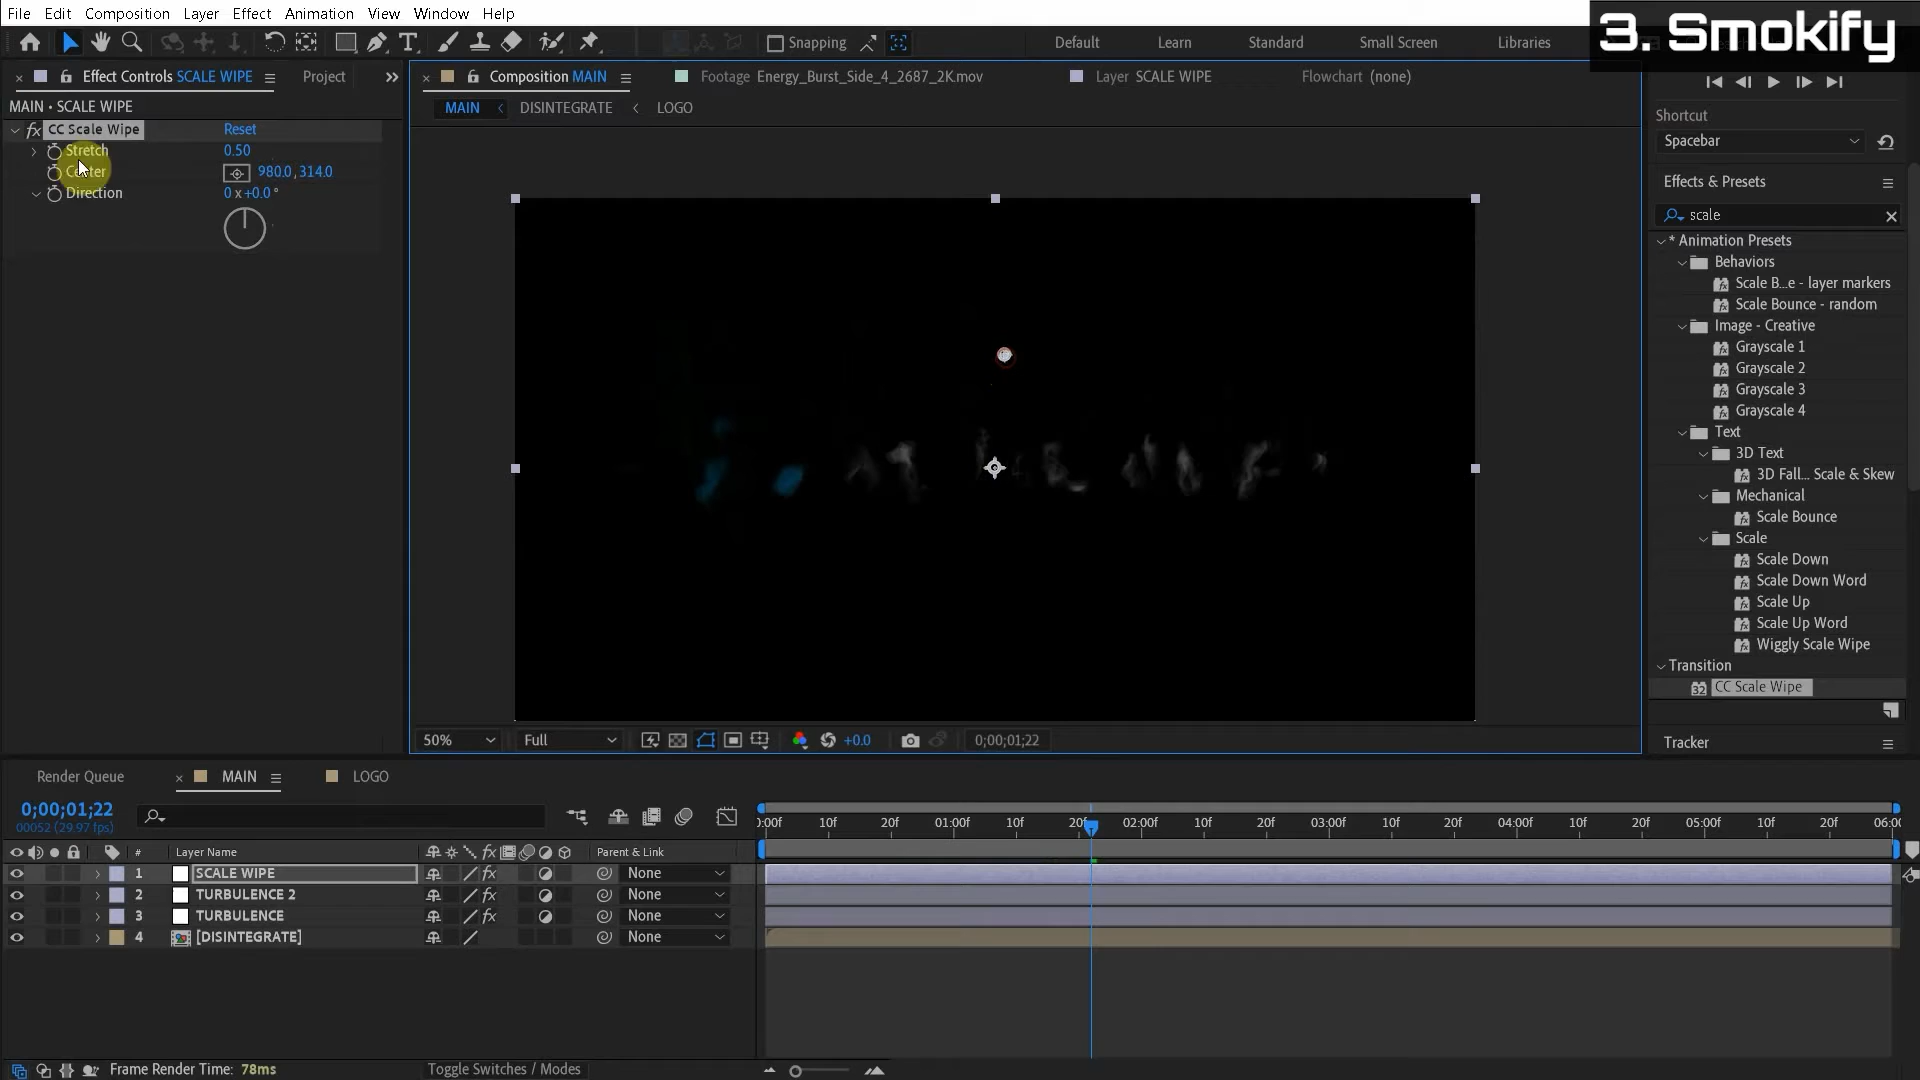 File Edit Composition Layer Effect Animation View Window Help
3. Smokify
Snapping
Default Learn Standard Small Screen Libraries
Effect Controls SCALE WIPE Project
MAIN • SCALE WIPE
fx CC Scale Wipe Reset
Stretch 0.50
Center 980.0, 314.0
Direction 0 x +0.0 °
Composition MAIN Footage Energy_Burst_Side_4_2687_2K.mov Layer SCALE WIPE Flowchart (none)
MAIN DISINTEGRATE LOGO
50% Full +0.0 0;00;01;22
Shortcut
Spacebar
Effects & Presets
scale
* Animation Presets
Behaviors
Scale B...e - layer markers
Scale Bounce - random
Image - Creative
Grayscale 1
Grayscale 2
Grayscale 3
Grayscale 4
Text
3D Text
3D Fall... Scale & Skew
Mechanical
Scale Bounce
Scale
Scale Down
Scale Down Word
Scale Up
Scale Up Word
Wiggly Scale Wipe
Transition
CC Scale Wipe
Tracker
Render Queue MAIN LOGO
0;00;01;22
00052 (29.97 fps)
):00f 10f 20f 01:00f 10f 20f 02:00f 10f 20f 03:00f 10f 20f 04:00f 10f 20f 05:00f 10f 20f 06:0
# Layer Name fx Parent & Link
1 SCALE WIPE fx None
2 TURBULENCE 2 fx None
3 TURBULENCE fx None
4 [DISINTEGRATE] None
Frame Render Time: 78ms Toggle Switches / Modes